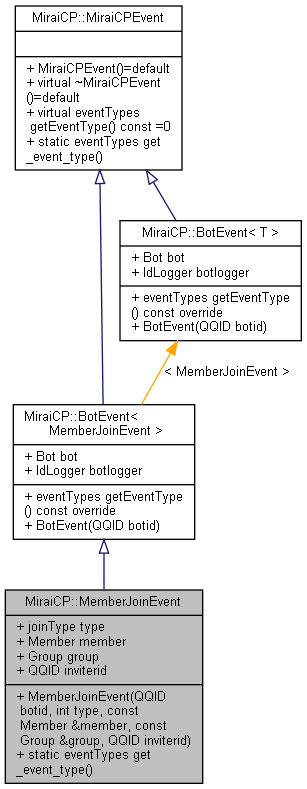 MiraiCP::MiraiCPEvent
+ MiraiCPEvent()=default
+ virtual ~MiraiCPEvent
()=default
+ virtual eventTypes
getEventType() const =0
+ static eventTypes get
_event_type()
MiraiCP::BotEvent< T >
+ Bot bot
+ IdLogger botlogger
+ eventTypes getEventType
() const override
+ BotEvent(QQID botid)
< MemberJoinEvent >
MiraiCP::BotEvent<
MemberJoinEvent >
+ Bot bot
+ IdLogger botlogger
+ eventTypes getEventType
() const override
+ BotEvent(QQID botid)
MiraiCP::MemberJoinEvent
+ joinType type
+ Member member
+ Group group
+ QQID inviterid
+ MemberJoinEvent(QQID
botid, int type, const
Member &member, const
Group &group, QQID inviterid)
+ static eventTypes get
_event_type()